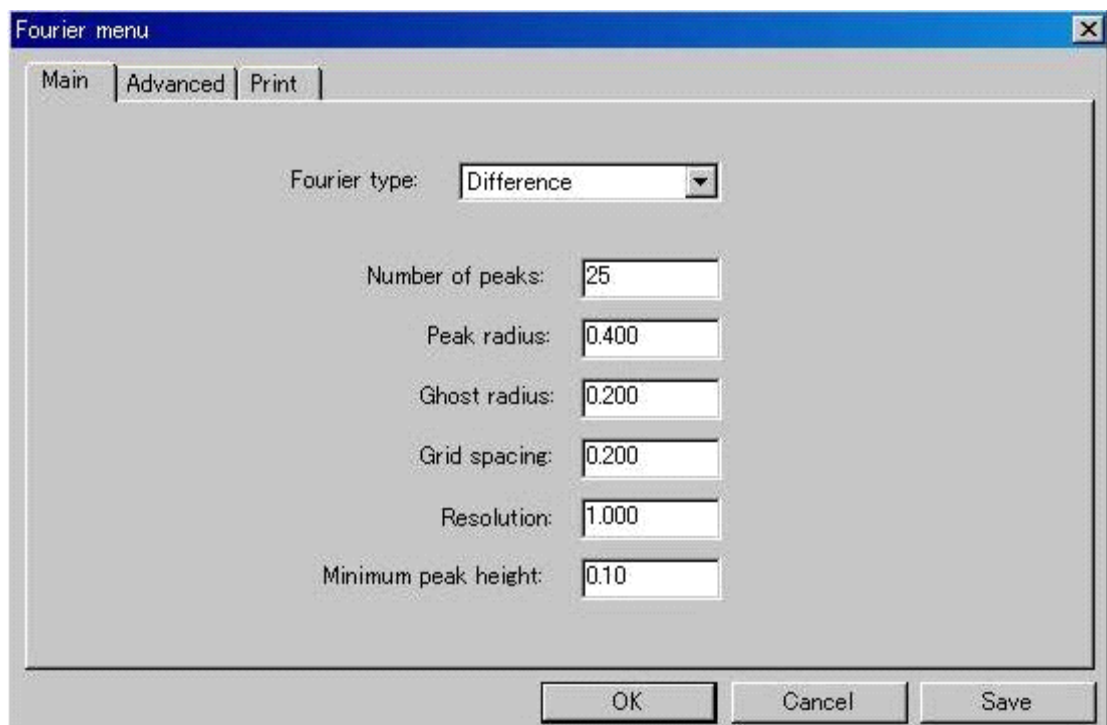 Fourier menu
Main Advanced Print
Fourier type: Difference
Number of peaks: 25
Peak radius: 0.400
Ghost radius: 0.200
Grid spacing: 0.200
Resolution: 1.000
Minimum peak height: 0.10
OK Cancel Save